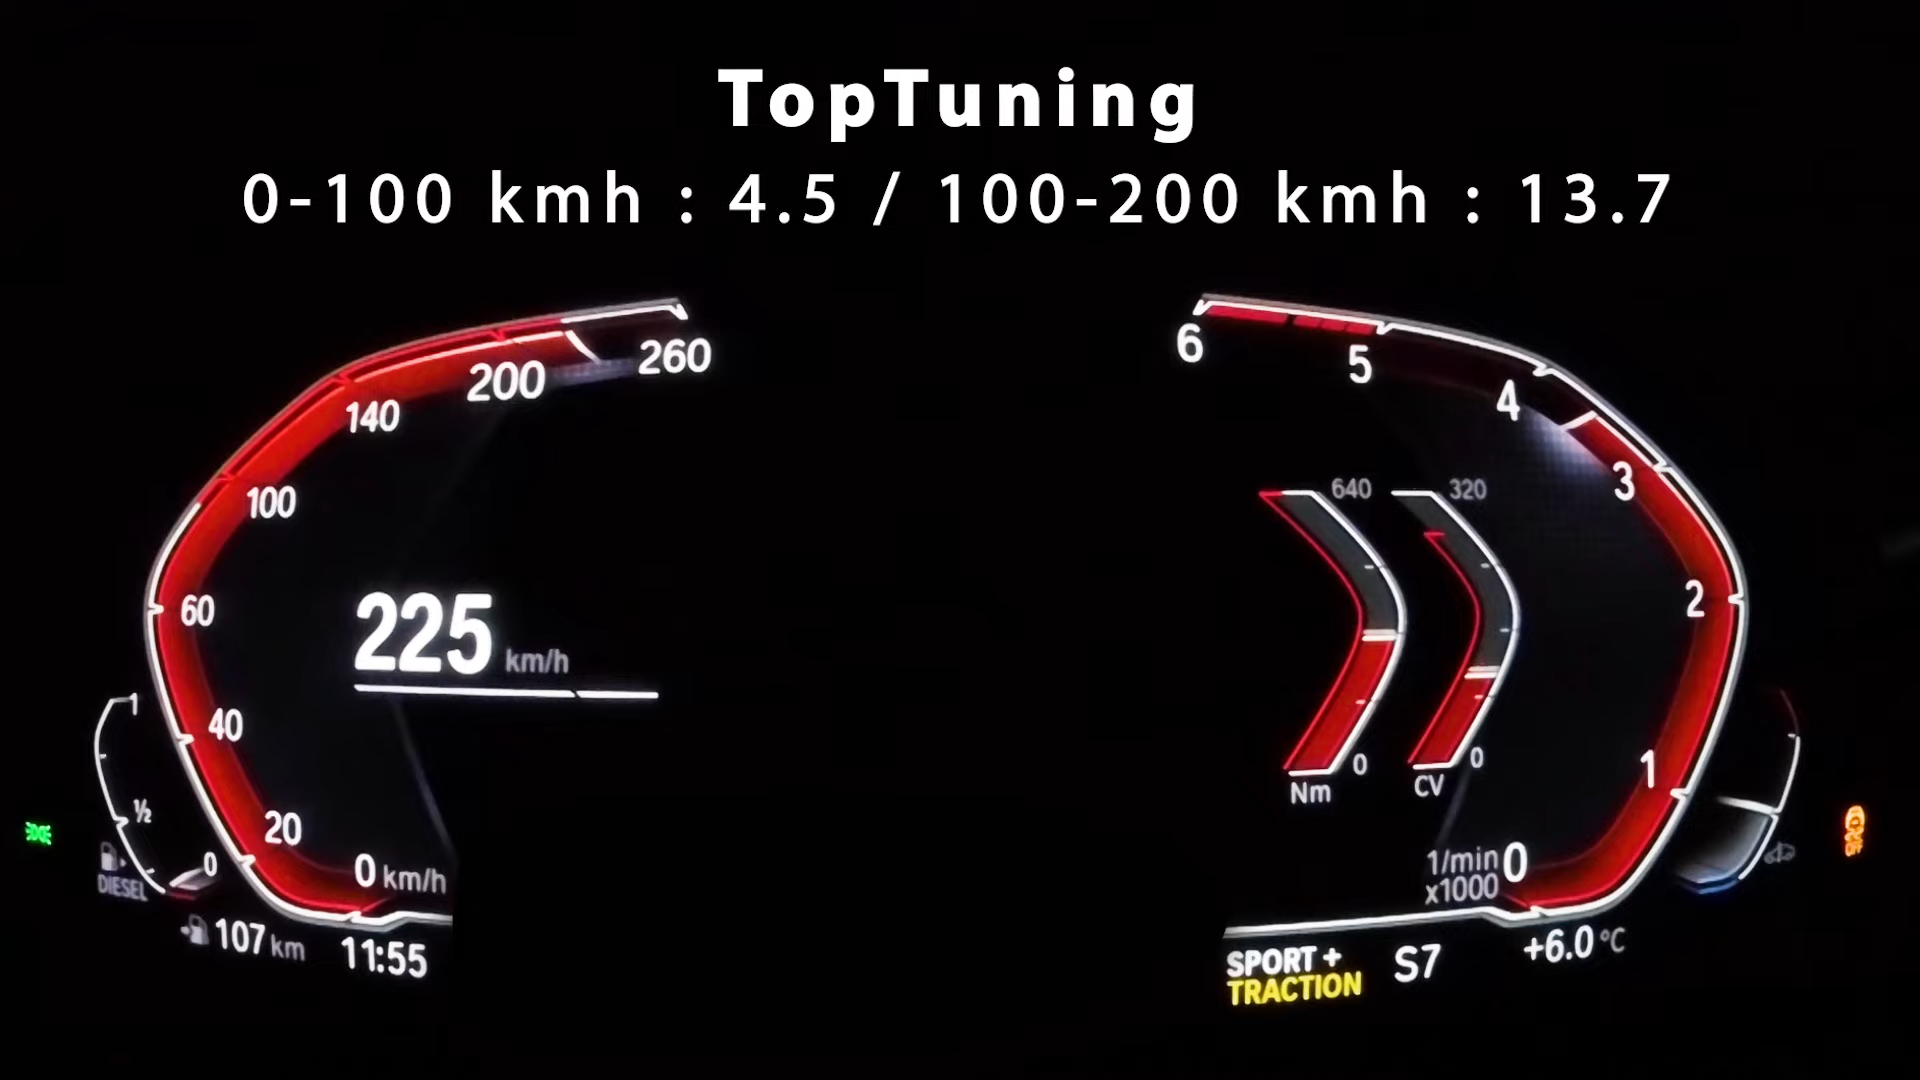 TopTuning
0-100 kmh : 4.5 / 100-200 kmh : 13.7
260
200
140
100
60
40
20
0 km/h
225 km/h
1
½
0
DIESEL
107 km
11:55
6
5
4
3
2
1
1/min 0
x1000
640
0
Nm
320
0
CV
SPORT +
TRACTION
S7
+6.0 °C
OFF